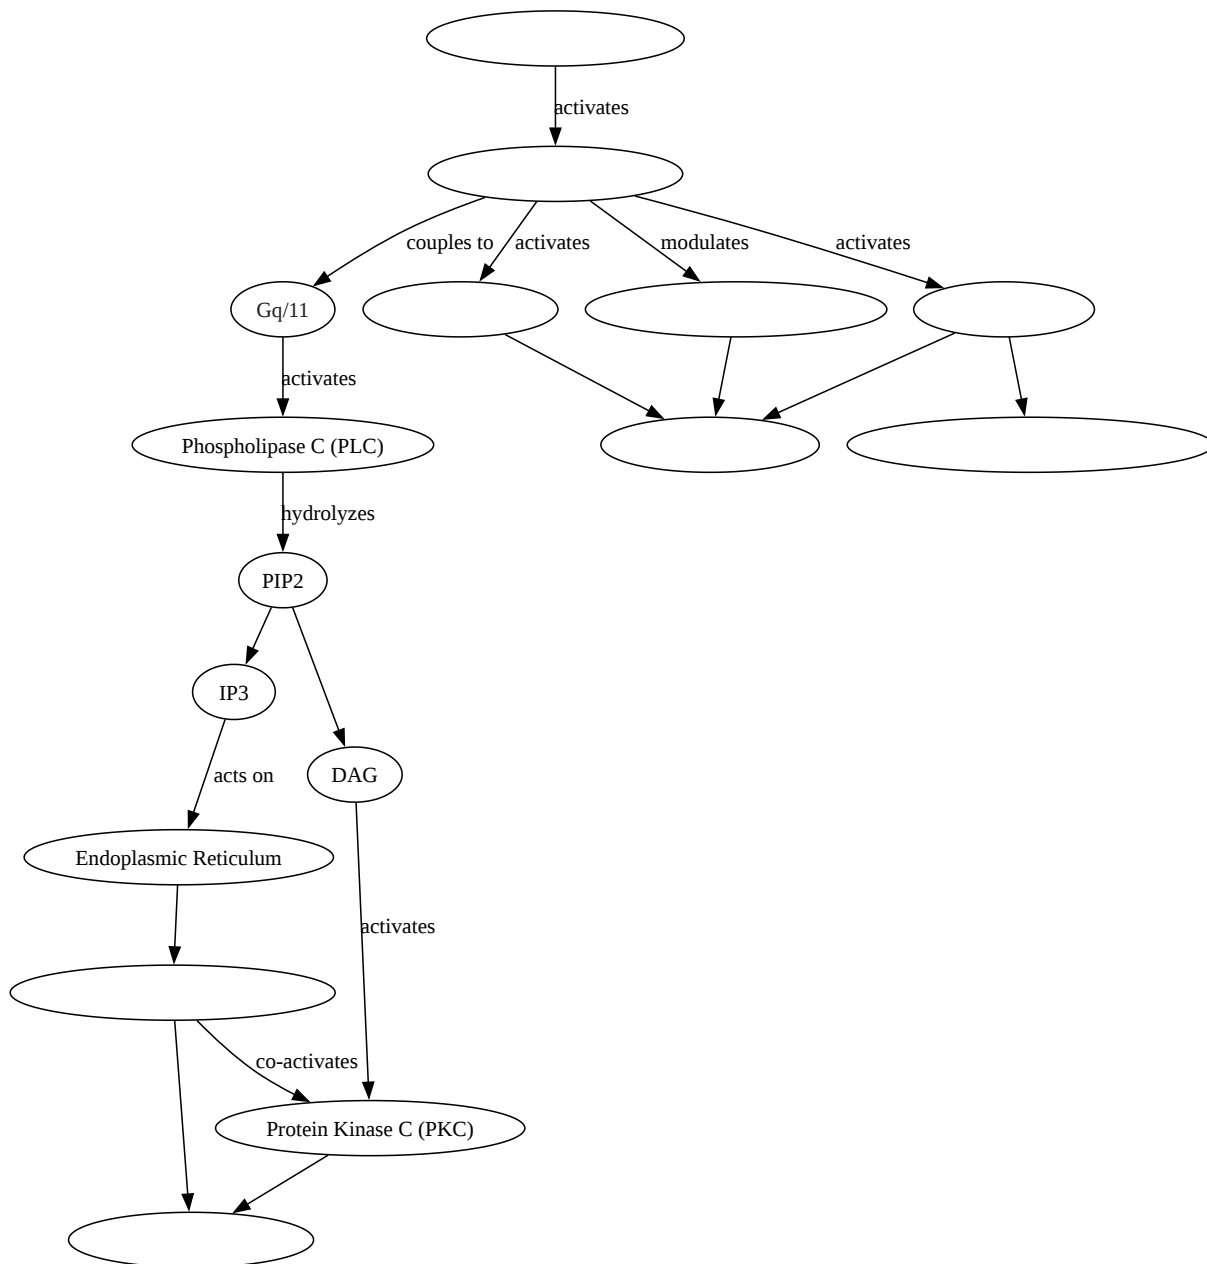 activates
couples to
activates
modulates
activates
Gq/11
activates
Phospholipase C (PLC)
hydrolyzes
PIP2
IP3
acts on
DAG
Endoplasmic Reticulum
activates
co-activates
Protein Kinase C (PKC)